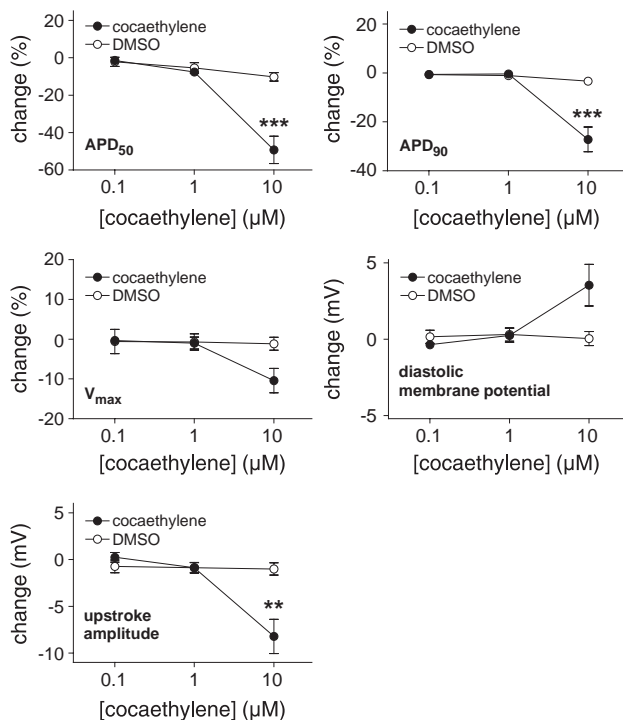 cocaethylene
DMSO
20
0
-20
-40
-60
change (%)
***
APD50
0.1 1 10
[cocaethylene] (µM)
cocaethylene
DMSO
20
0
-20
-40
change (%)
***
APD90
0.1 1 10
[cocaethylene] (µM)
cocaethylene
DMSO
20
10
0
-10
-20
change (%)
Vmax
0.1 1 10
[cocaethylene] (µM)
cocaethylene
DMSO
5
0
-5
change (mV)
diastolic
membrane potential
0.1 1 10
[cocaethylene] (µM)
cocaethylene
DMSO
5
0
-5
-10
change (mV)
**
upstroke
amplitude
0.1 1 10
[cocaethylene] (µM)